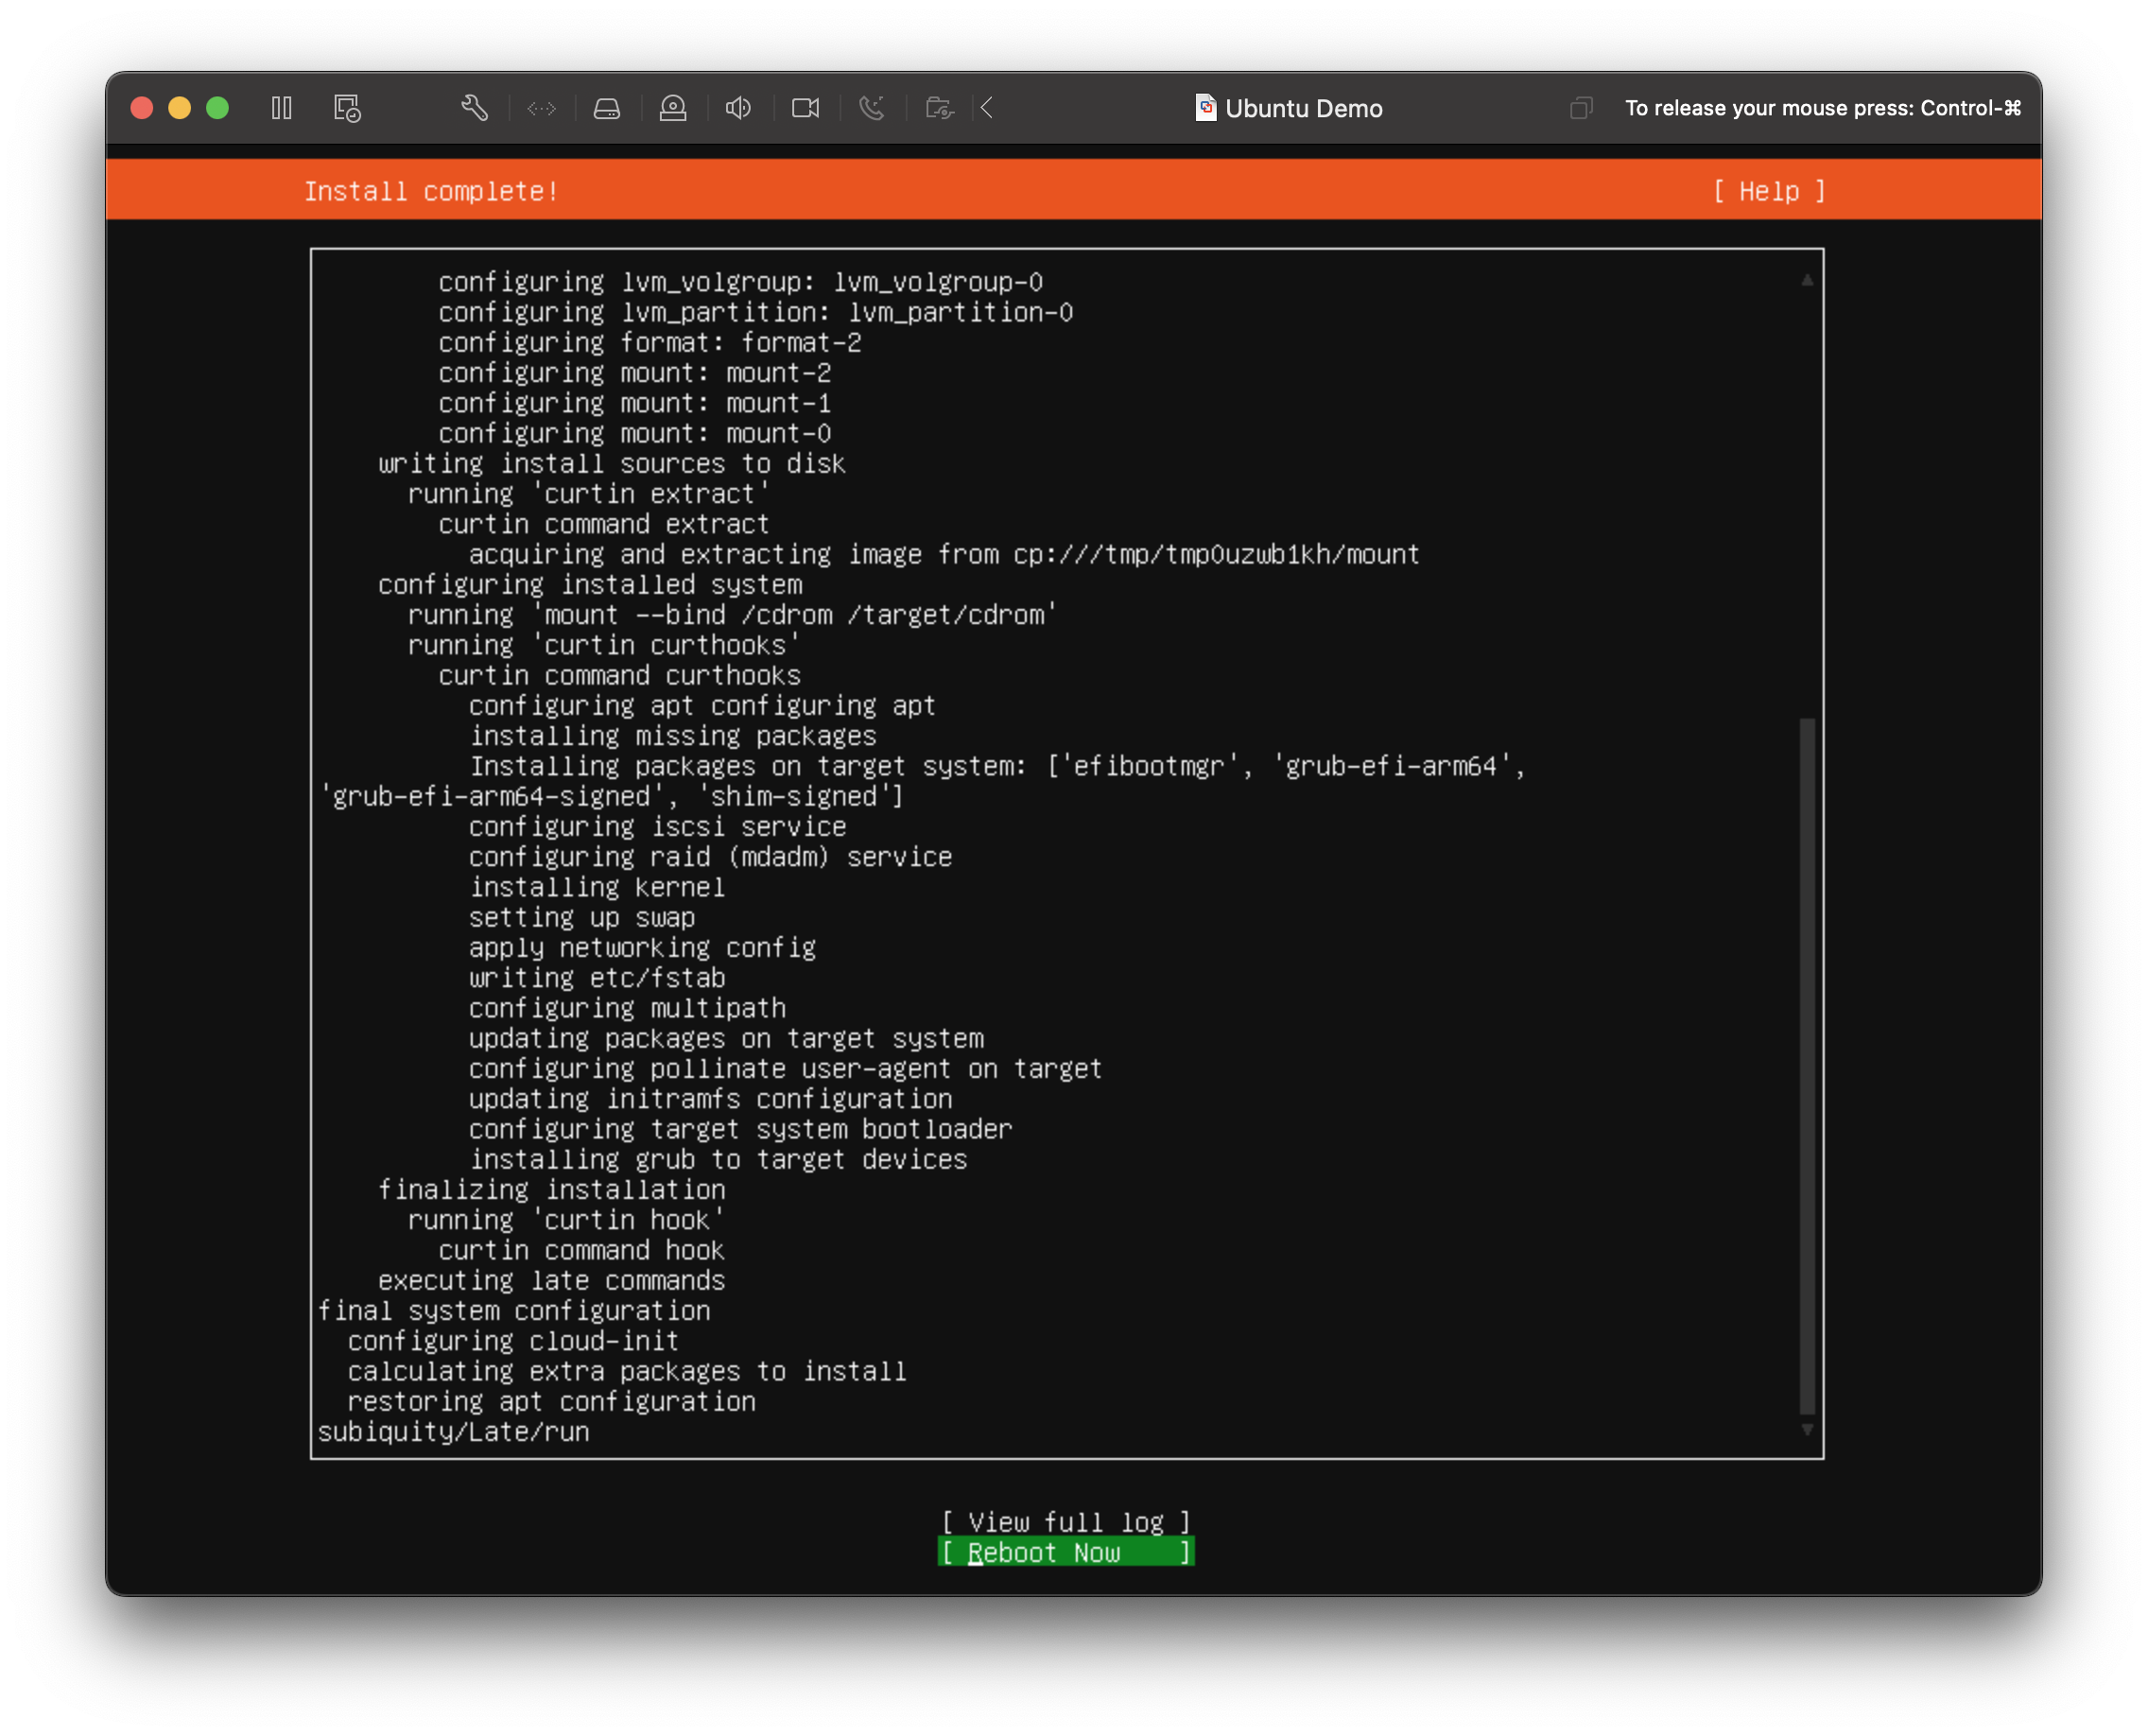 Ubuntu Demo
To release your mouse press: Control-⌘
Install complete!
[ Help ]
configuring lvm_volgroup: lvm_volgroup-0
configuring lvm_partition: lvm_partition-0
configuring format: format-2
configuring mount: mount-2
configuring mount: mount-1
configuring mount: mount-0
writing install sources to disk
running 'curtin extract'
curtin command extract
acquiring and extracting image from cp:///tmp/tmp0uzwb1kh/mount
configuring installed system
running 'mount --bind /cdrom /target/cdrom'
running 'curtin curthooks'
curtin command curthooks
configuring apt configuring apt
installing missing packages
Installing packages on target system: ['efibootmgr', 'grub-efi-arm64',
'grub-efi-arm64-signed', 'shim-signed']
configuring iscsi service
configuring raid (mdadm) service
installing kernel
setting up swap
apply networking config
writing etc/fstab
configuring multipath
updating packages on target system
configuring pollinate user-agent on target
updating initramfs configuration
configuring target system bootloader
installing grub to target devices
finalizing installation
running 'curtin hook'
curtin command hook
executing late commands
final system configuration
configuring cloud-init
calculating extra packages to install
restoring apt configuration
subiquity/Late/run
[ View full log ]
[ Reboot Now ]